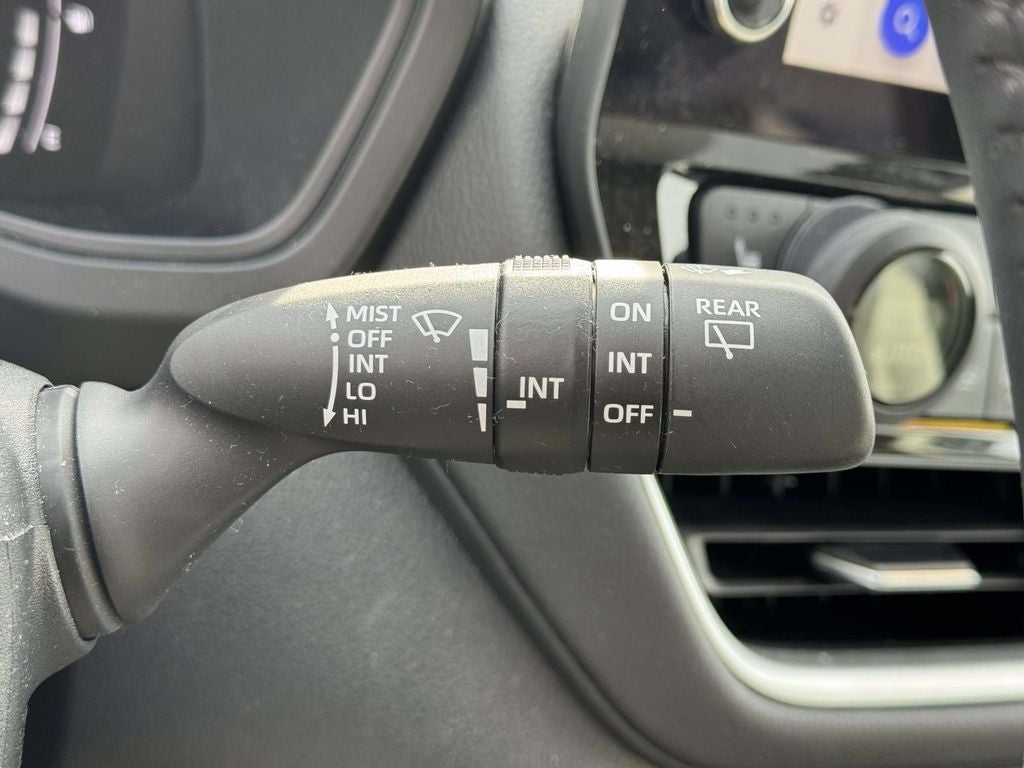 MIST
OFF
INT
LO
HI
INT
ON
INT
OFF
REAR